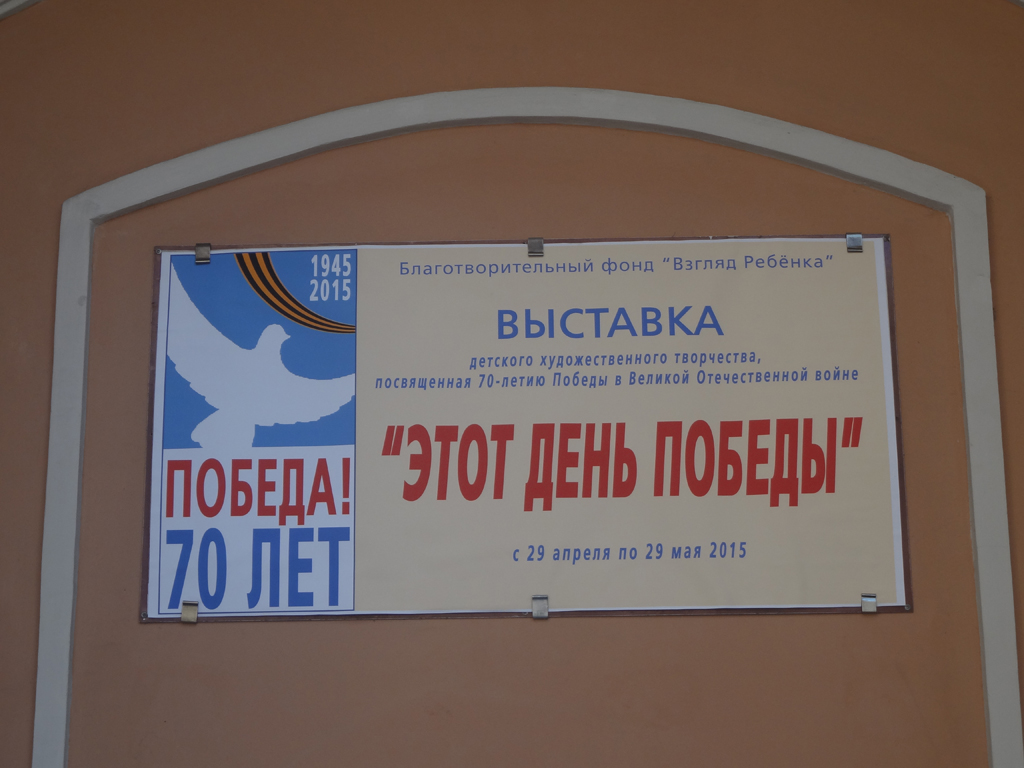 1945
2015
ПОБЕДА!
70 ЛЕТ
Благотворительный фонд "Взгляд Ребёнка"
ВЫСТАВКА
детского художественного творчества,
посвященная 70-летию Победы в Великой Отечественной войне
"ЭТОТ ДЕНЬ ПОБЕДЫ"
с 29 апреля по 29 мая 2015